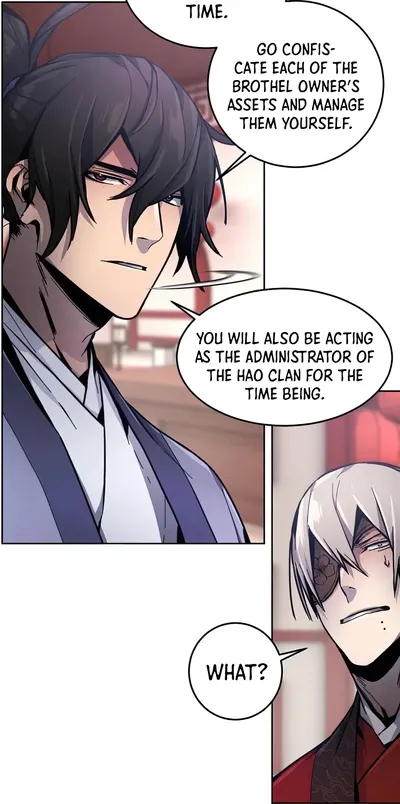 TIME.
GO CONFIS-
CATE EACH OF THE
BROTHEL OWNER'S
ASSETS AND MANAGE
THEM YOURSELF.
YOU WILL ALSO BE ACTING
AS THE ADMINISTRATOR OF
THE HAO CLAN FOR THE
TIME BEING.
WHAT?